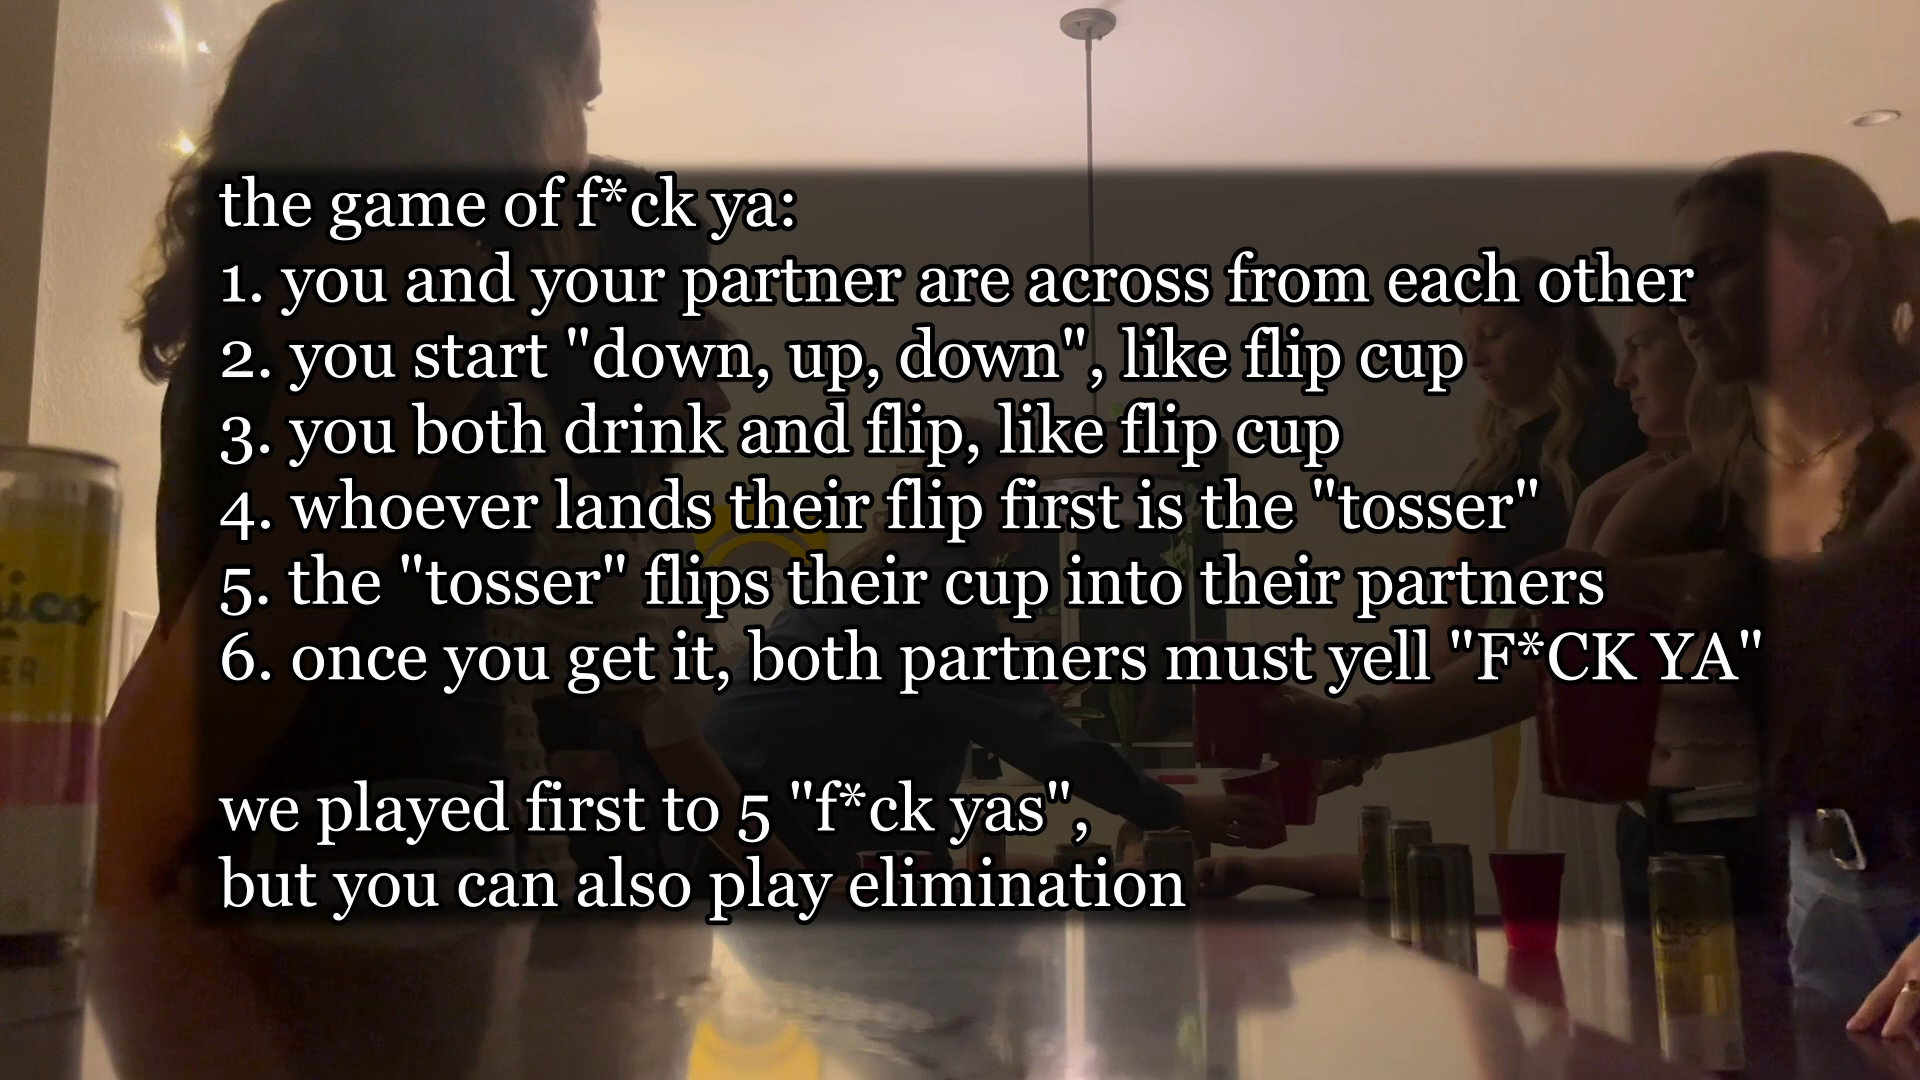 the game of f*ck ya:
1. you and your partner are across from each other
2. you start "down, up, down", like flip cup
3. you both drink and flip, like flip cup
4. whoever lands their flip first is the "tosser"
5. the "tosser" flips their cup into their partners
6. once you get it, both partners must yell "F*CK YA"
we played first to 5 "f*ck yas",
but you can also play elimination